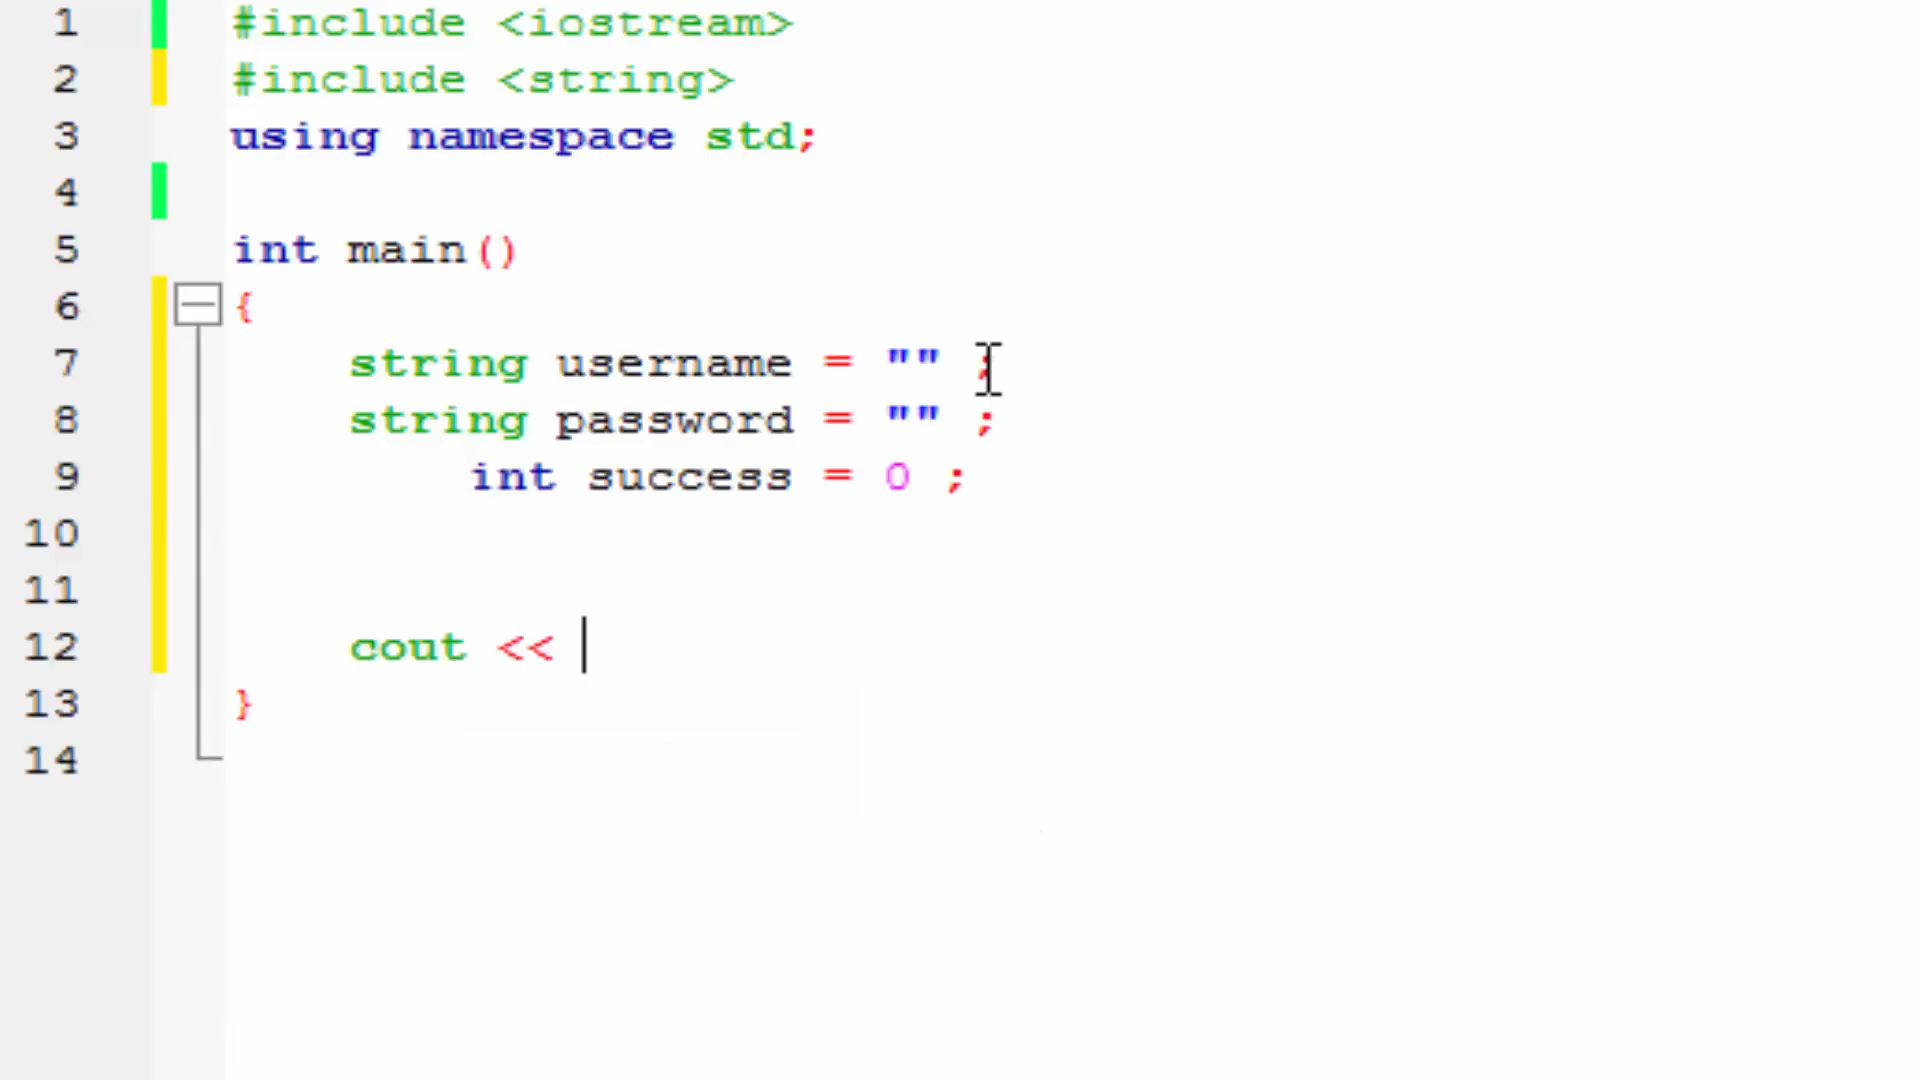 1 #include <iostream>
2 #include <string>
3 using namespace std;
4
5 int main()
6 {
7 string username = "" ;
8 string password = "" ;
9 int success = 0 ;
10
11
12 cout <<
13 }
14